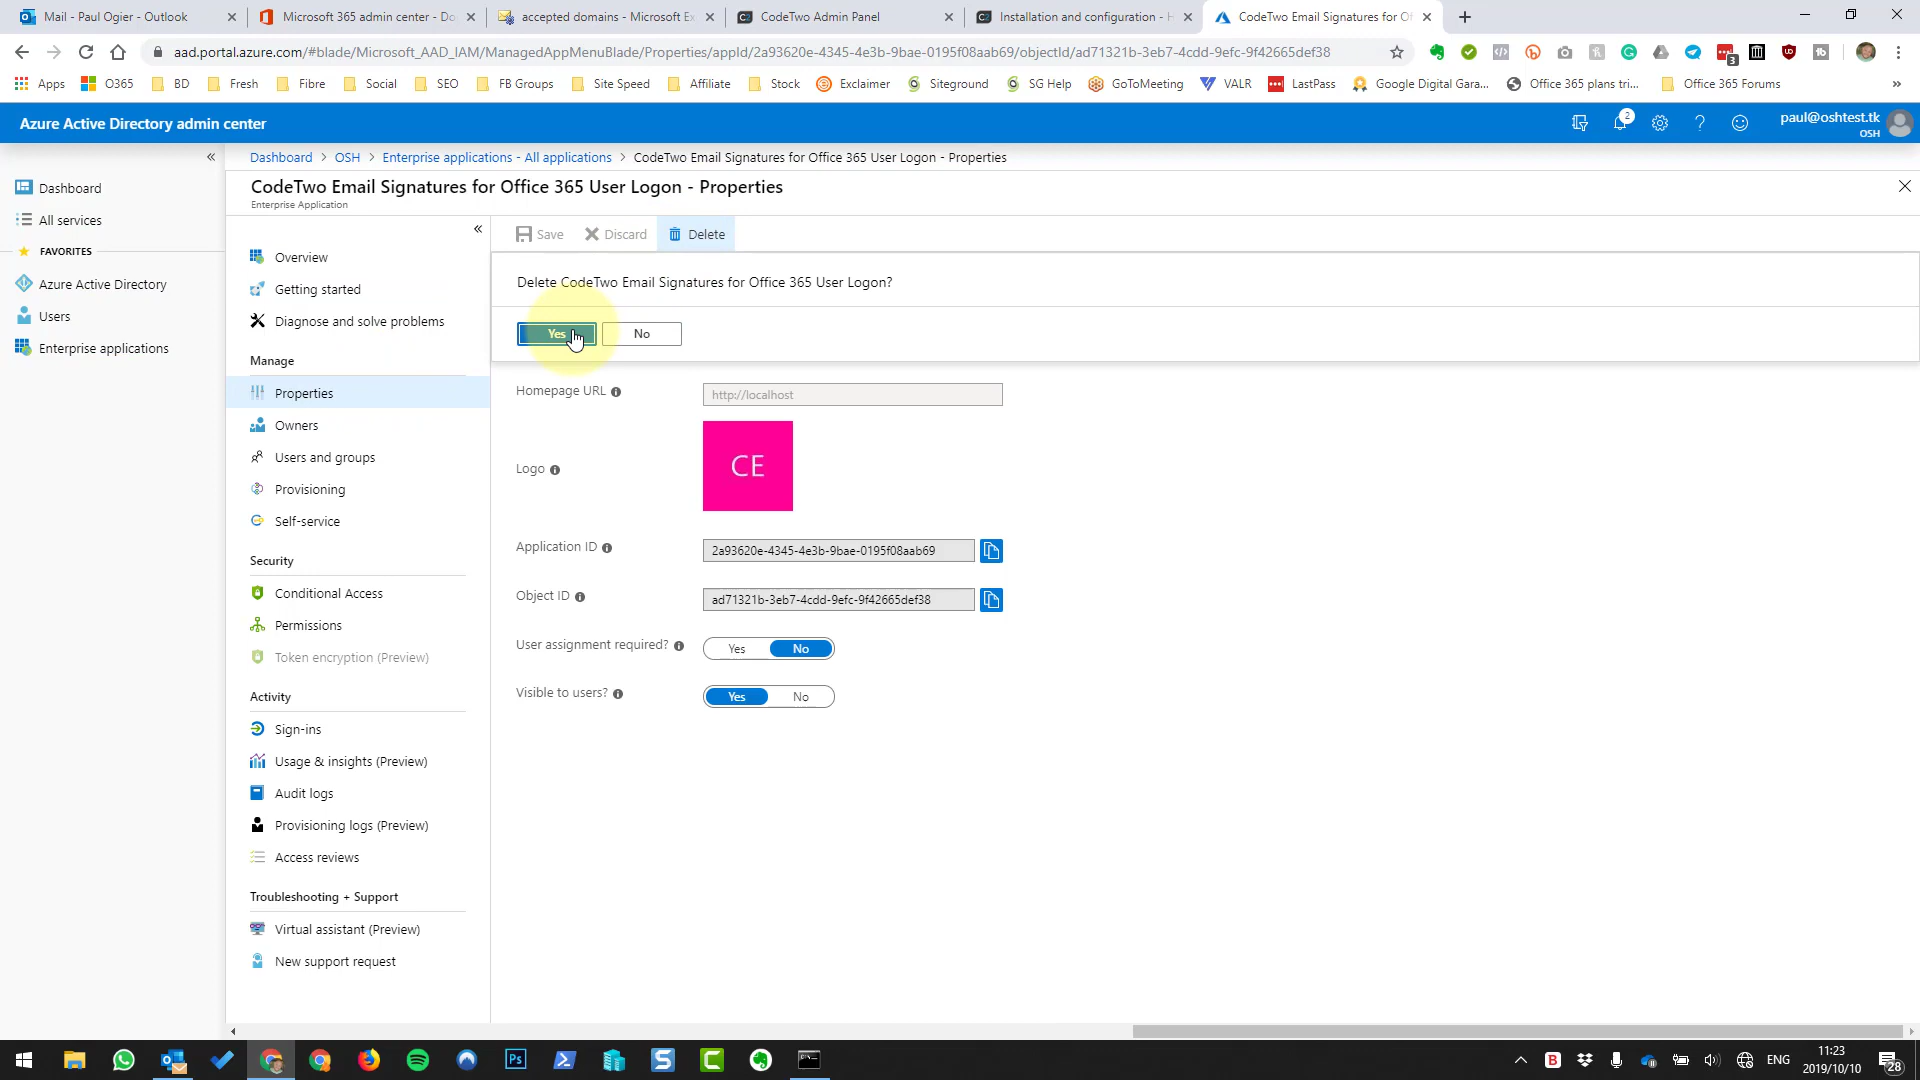 Mail - Paul Ogier - Outlook
Microsoft 365 admin center - Do
accepted domains - Microsoft Ex
CodeTwo Admin Panel
Installation and configuration - H
CodeTwo Email Signatures for Of
aad.portal.azure.com/#blade/Microsoft_AAD_IAM/ManagedAppMenuBlade/Properties/appId/2a93620e-4345-4e3b-9bae-0195f08aab69/objectId/ad71321b-3eb7-4cdd-9efc-9f42665def38
3
Apps
O365
BD
Fresh
Fibre
Social
SEO
FB Groups
Site Speed
Affiliate
Stock
Exclaimer
Siteground
SG Help
GoToMeeting
VALR
LastPass
Google Digital Gara...
Office 365 plans tri...
Office 365 Forums
Azure Active Directory admin center
2
paul@oshtest.tk
OSH
Dashboard > OSH > Enterprise applications - All applications > CodeTwo Email Signatures for Office 365 User Logon - Properties
CodeTwo Email Signatures for Office 365 User Logon - Properties
Enterprise Application
Dashboard
All services
FAVORITES
Azure Active Directory
Users
Enterprise applications
Overview
Getting started
Diagnose and solve problems
Manage
Properties
Owners
Users and groups
Provisioning
Self-service
Security
Conditional Access
Permissions
Token encryption (Preview)
Activity
Sign-ins
Usage & insights (Preview)
Audit logs
Provisioning logs (Preview)
Access reviews
Troubleshooting + Support
Virtual assistant (Preview)
New support request
Save
Discard
Delete
Delete CodeTwo Email Signatures for Office 365 User Logon?
Yes
No
Homepage URL
http://localhost
Logo
CE
Application ID
2a93620e-4345-4e3b-9bae-0195f08aab69
Object ID
ad71321b-3eb7-4cdd-9efc-9f42665def38
User assignment required?
Yes No
Visible to users?
Yes No
Ps
ENG
11:23
2019/10/10
28